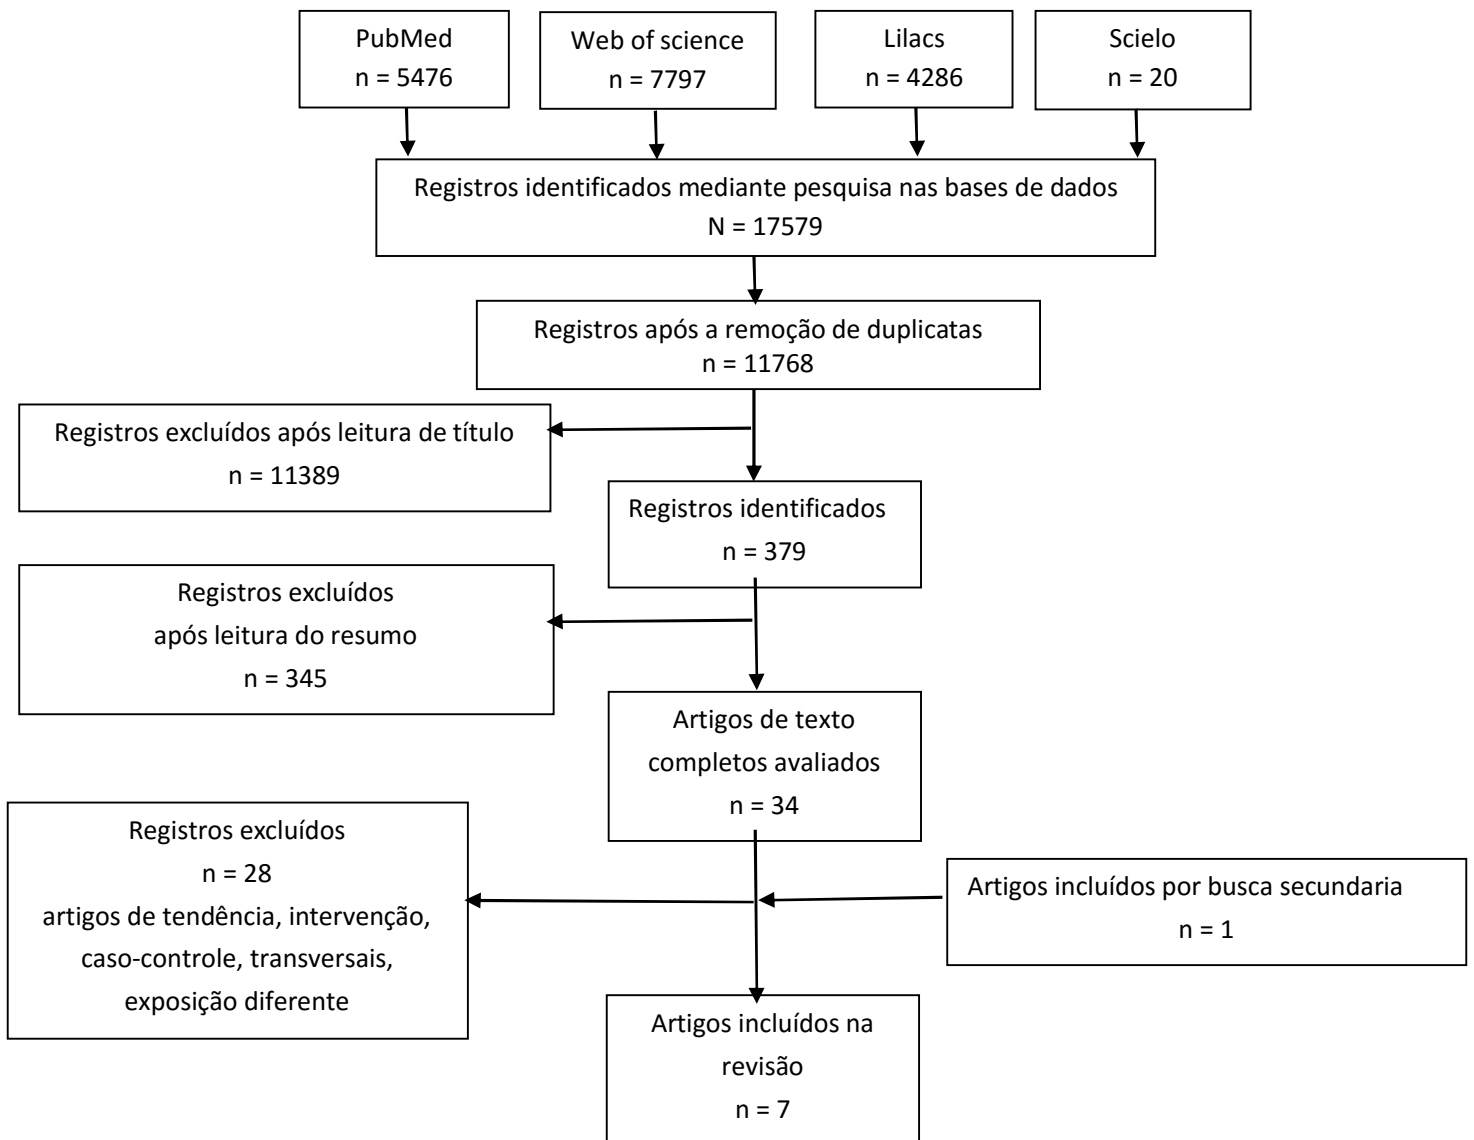 PubMed
n = 5476
Web of science
n = 7797
Lilacs
n = 4286
Scielo
n = 20
Registros identificados mediante pesquisa nas bases de dados
N = 17579
Registros após a remoção de duplicatas
n = 11768
Registros excluídos após leitura de título
n = 11389
Registros identificados
n = 379
Registros excluídos
após leitura do resumo
n = 345
Artigos de texto
completos avaliados
n = 34
Registros excluídos
n = 28
artigos de tendência, intervenção,
caso-controle, transversais,
exposição diferente
Artigos incluídos por busca secundaria
n = 1
Artigos incluídos na
revisão
n = 7